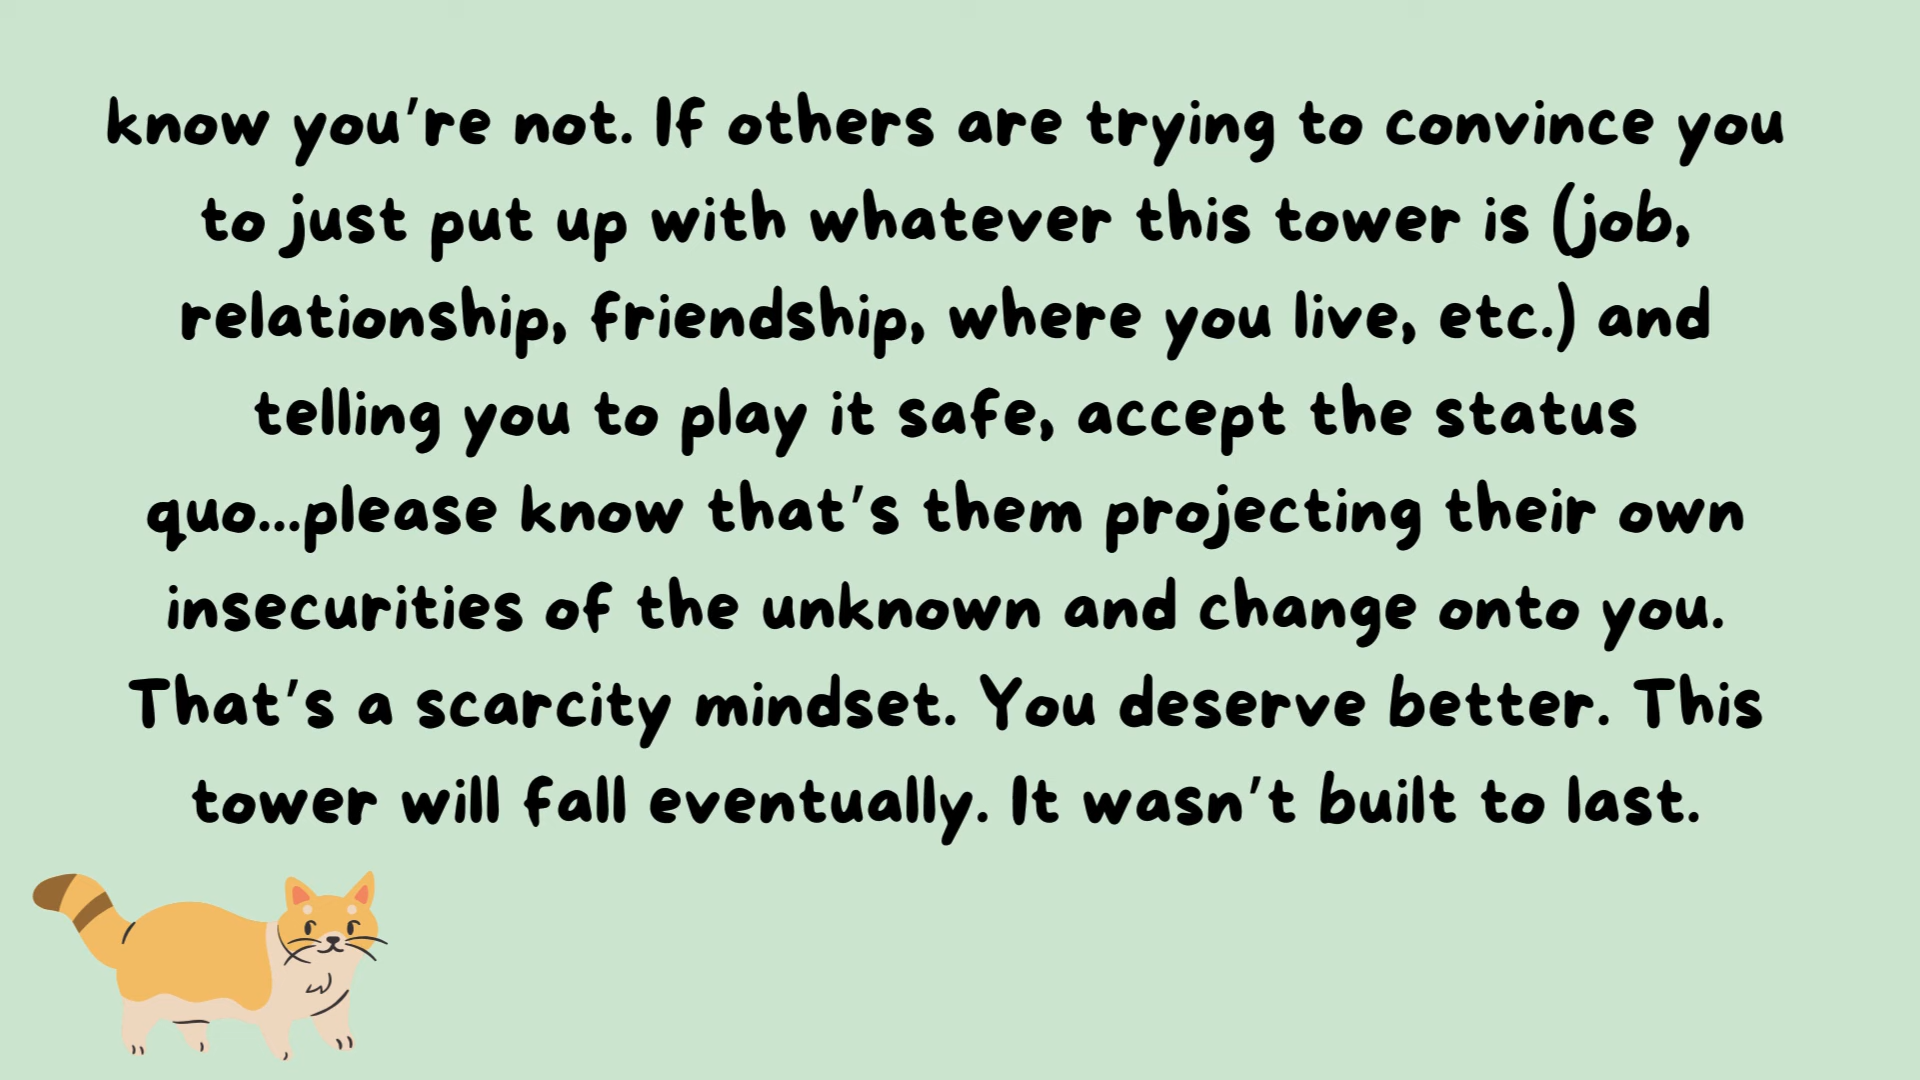 know you're not. If others are trying to convince you
to just put up with whatever this tower is (job,
relationship, friendship, where you live, etc.) and
telling you to play it safe, accept the status
quo...please know that's them projecting their own
insecurities of the unknown and change onto you.
That's a scarcity mindset. You deserve better. This
tower will fall eventually. It wasn't built to last.